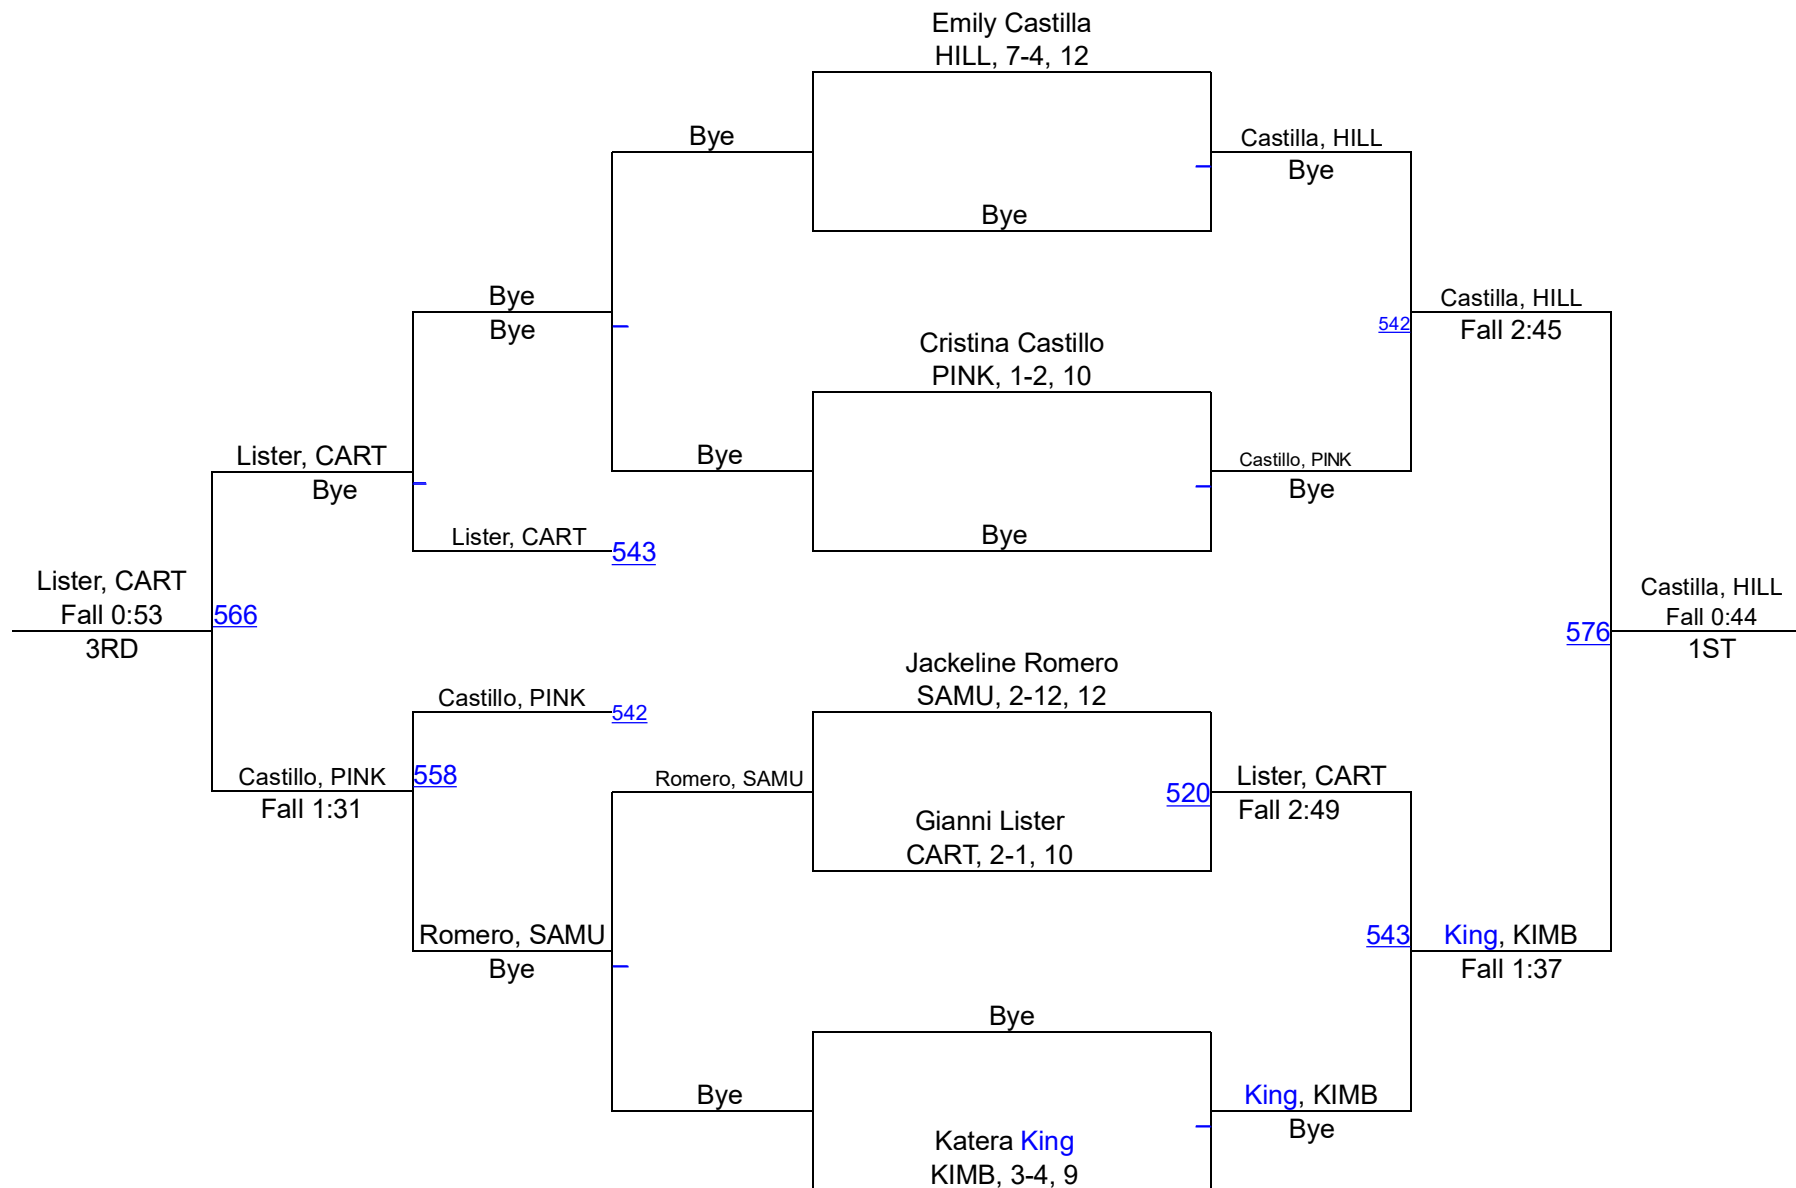 Emily Castilla
HILL, 7-4, 12
Bye
Castilla, HILL
Bye
Bye
Bye
Bye
Castilla, HILL
542
Fall 2:45
Cristina Castillo
PINK, 1-2, 10
Lister, CART
Bye
Bye
Castillo, PINK
Bye
Lister, CART
543
Bye
Lister, CART
Fall 0:53
566
3RD
Castilla, HILL
Fall 0:44
576
1ST
Jackeline Romero
SAMU, 2-12, 12
Castillo, PINK
542
Castillo, PINK
558
Fall 1:31
Romero, SAMU
520
Lister, CART
Fall 2:49
Gianni Lister
CART, 2-1, 10
Romero, SAMU
Bye
543
King, KIMB
Fall 1:37
Bye
Bye
King, KIMB
Bye
Katera King
KIMB, 3-4, 9